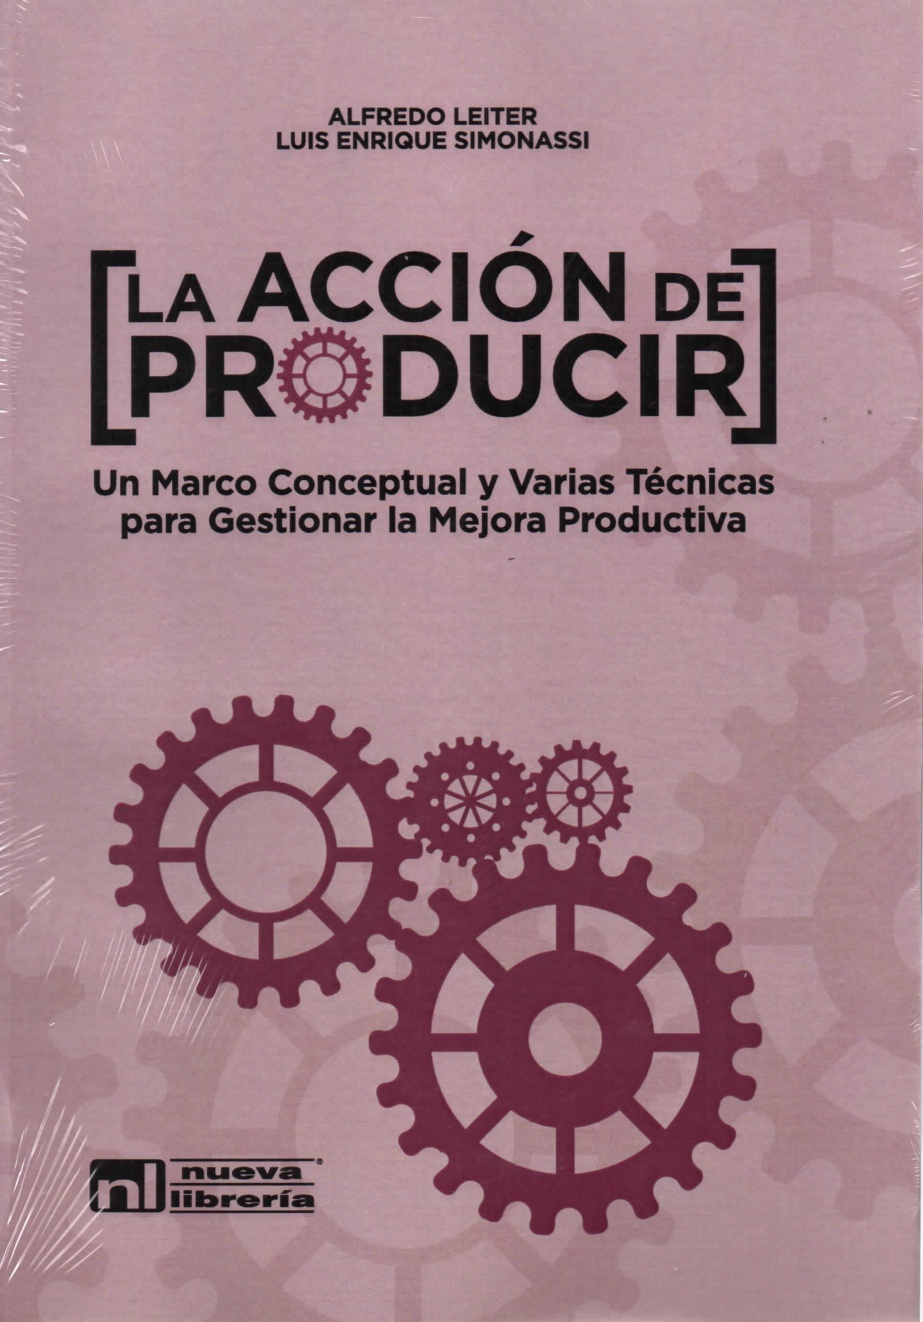 ALFREDO LEITER
LUIS ENRIQUE SIMONASSI
[LA ACCIÓN DE
PRODUCIR]
Un Marco Conceptual y Varias Técnicas
para Gestionar la Mejora Productiva
nl nueva®
librería